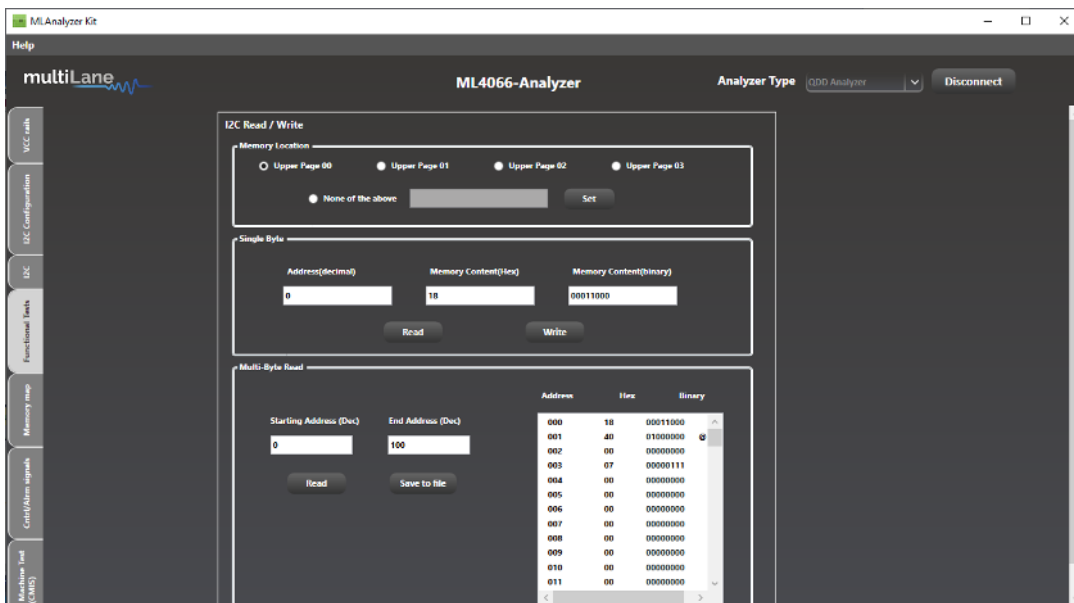 MLAnalyzer Kit
Help
multiLane
ML4066-Analyzer
Analyzer Type QDD Analyzer Disconnect
VCC rails
I2C Configuration
I2C
Functional Tests
Memory map
Cntrl/Alrm signals
Machine Test
(CMIS)
I2C Read / Write
Memory Location
Upper Page 00 Upper Page 01 Upper Page 02 Upper Page 03
None of the above Set
Single Byte
Address(decimal) Memory Content(Hex) Memory Content(binary)
0 18 00011000
Read Write
Multi-Byte Read
Starting Address (Dec) End Address (Dec)
0 100
Read Save to file
Address Hex Binary
000 18 00011000
001 40 01000000 @
002 00 00000000
003 07 00000111
004 00 00000000
005 00 00000000
006 00 00000000
007 00 00000000
008 00 00000000
009 00 00000000
010 00 00000000
011 00 00000000